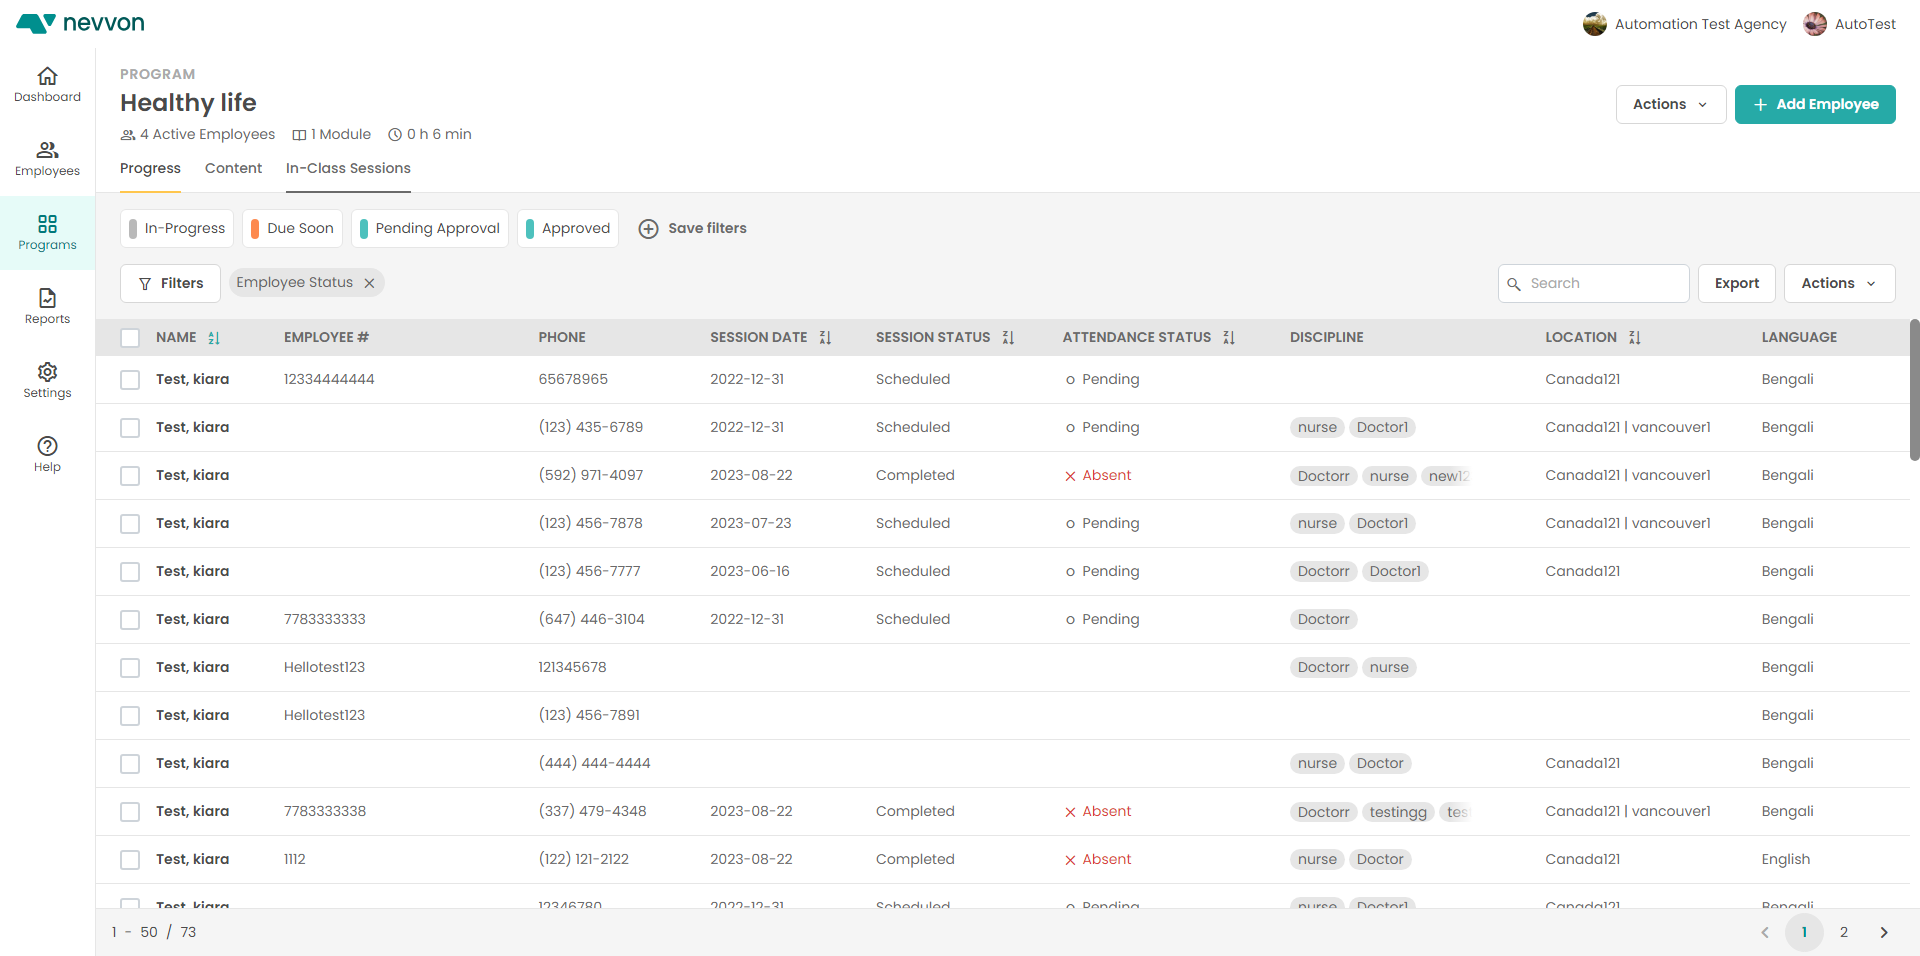 nevvon
Automation Test Agency AutoTest
Dashboard
Employees
Programs
Reports
Settings
Help
PROGRAM
Healthy life
4 Active Employees 1 Module 0 h 6 min
Actions + Add Employee
Progress Content In-Class Sessions
In-Progress Due Soon Pending Approval Approved Save filters
Filters Employee Status Search Export Actions
NAME EMPLOYEE # PHONE SESSION DATE SESSION STATUS ATTENDANCE STATUS DISCIPLINE LOCATION LANGUAGE
Test, kiara 12334444444 65678965 2022-12-31 Scheduled Pending Canada121 Bengali
Test, kiara (123) 435-6789 2022-12-31 Scheduled Pending nurse Doctor1 Canada121 | vancouver1 Bengali
Test, kiara (592) 971-4097 2023-08-22 Completed Absent Doctorr nurse new12 Canada121 | vancouver1 Bengali
Test, kiara (123) 456-7878 2023-07-23 Scheduled Pending nurse Doctor1 Canada121 | vancouver1 Bengali
Test, kiara (123) 456-7777 2023-06-16 Scheduled Pending Doctorr Doctor1 Canada121 Bengali
Test, kiara 7783333333 (647) 446-3104 2022-12-31 Scheduled Pending Doctorr Bengali
Test, kiara Hellotest123 121345678 Doctorr nurse Bengali
Test, kiara Hellotest123 (123) 456-7891 Bengali
Test, kiara (444) 444-4444 nurse Doctor Canada121 Bengali
Test, kiara 7783333338 (337) 479-4348 2023-08-22 Completed Absent Doctorr testingg tes Canada121 | vancouver1 Bengali
Test, kiara 1112 (122) 121-2122 2023-08-22 Completed Absent nurse Doctor Canada121 English
Test, kiara 12346780 2022-12-31 Scheduled Pending nurse Doctor1 Canada121 Bengali
1 - 50 / 73 1 2